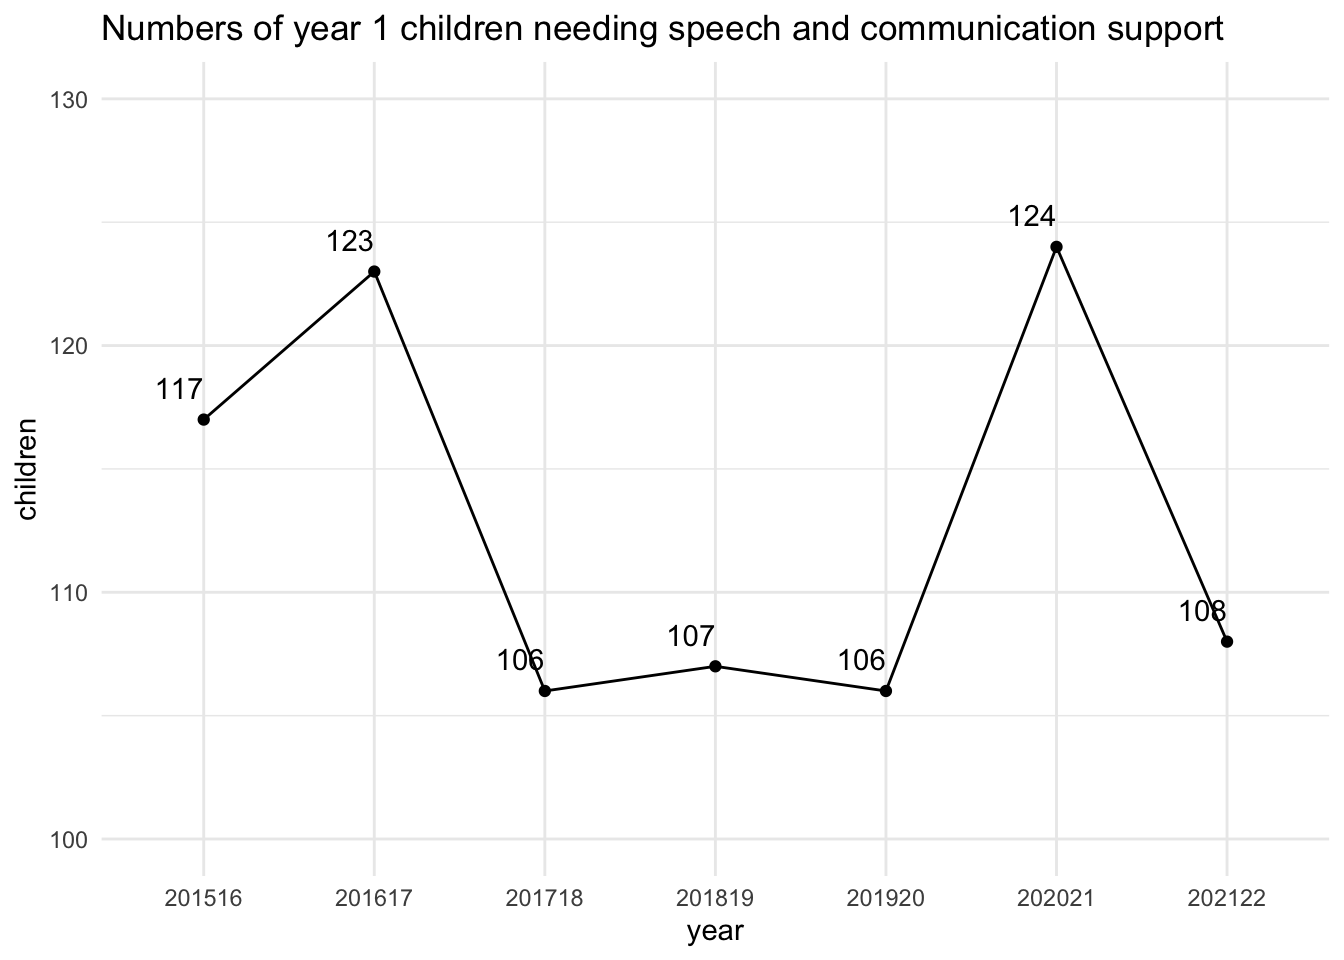 Numbers of year 1 children needing speech and communication support
130
124
123
120
117
children
110
108
107
106
106
100
201516 201617 201718 201819 201920 202021 202122
year